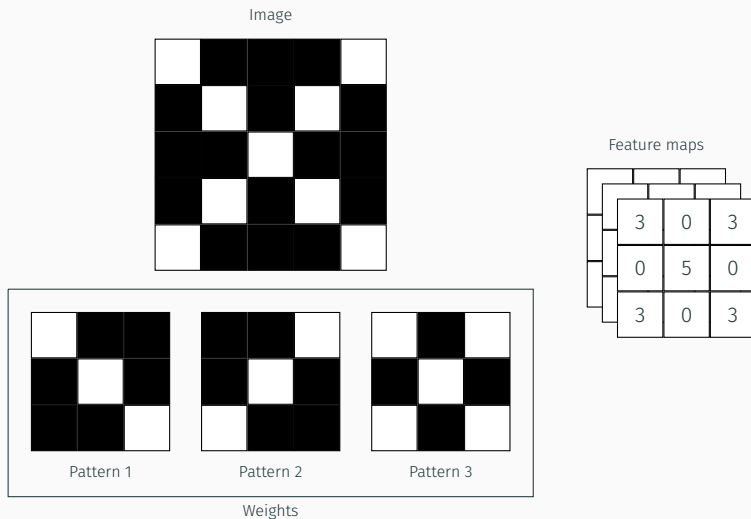 Image
Feature maps
3 0 3
0 5 0
3 0 3
Pattern 1
Pattern 2
Pattern 3
Weights